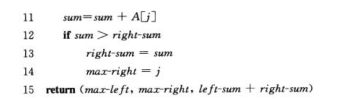 11 sum=sum + A[j]
12 if sum > right-sum
13 right-sum = sum
14 max-right = j
15 return (max-left, max-right, left-sum + right-sum)